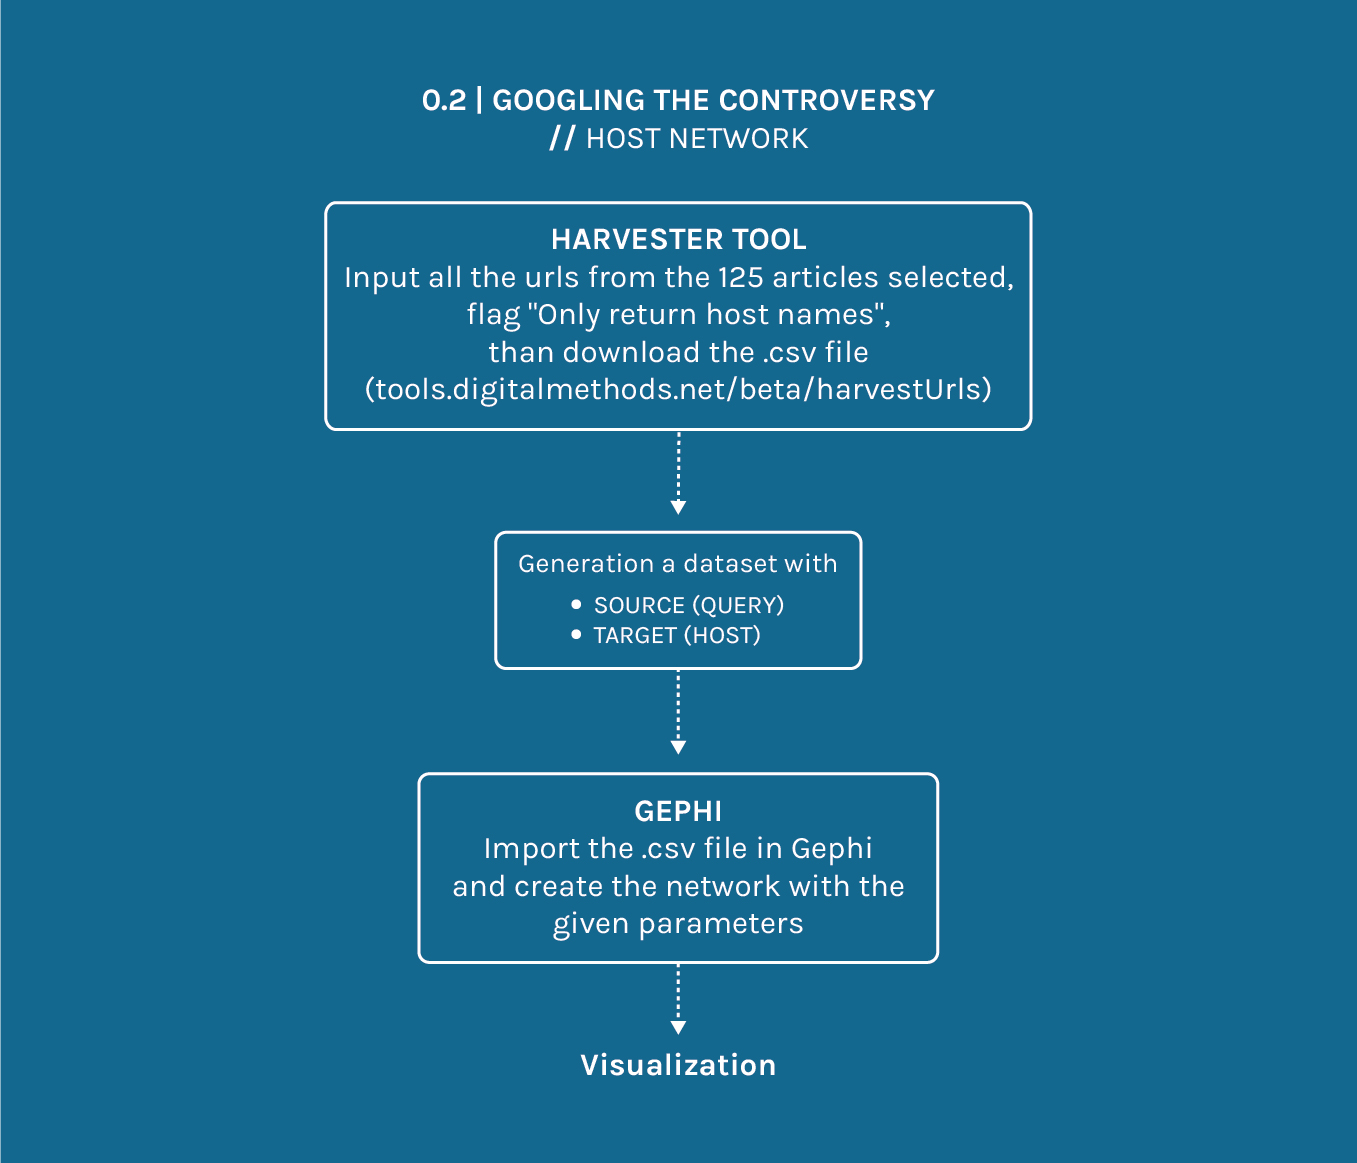 0.2 | GOOGLING THE CONTROVERSY
// HOST NETWORK
HARVESTER TOOL
Input all the urls from the 125 articles selected,
flag "Only return host names",
than download the .csv file
(tools.digitalmethods.net/beta/harvestUrls)
Generation a dataset with
• SOURCE (QUERY)
• TARGET (HOST)
GEPHI
Import the .csv file in Gephi
and create the network with the
given parameters
Visualization